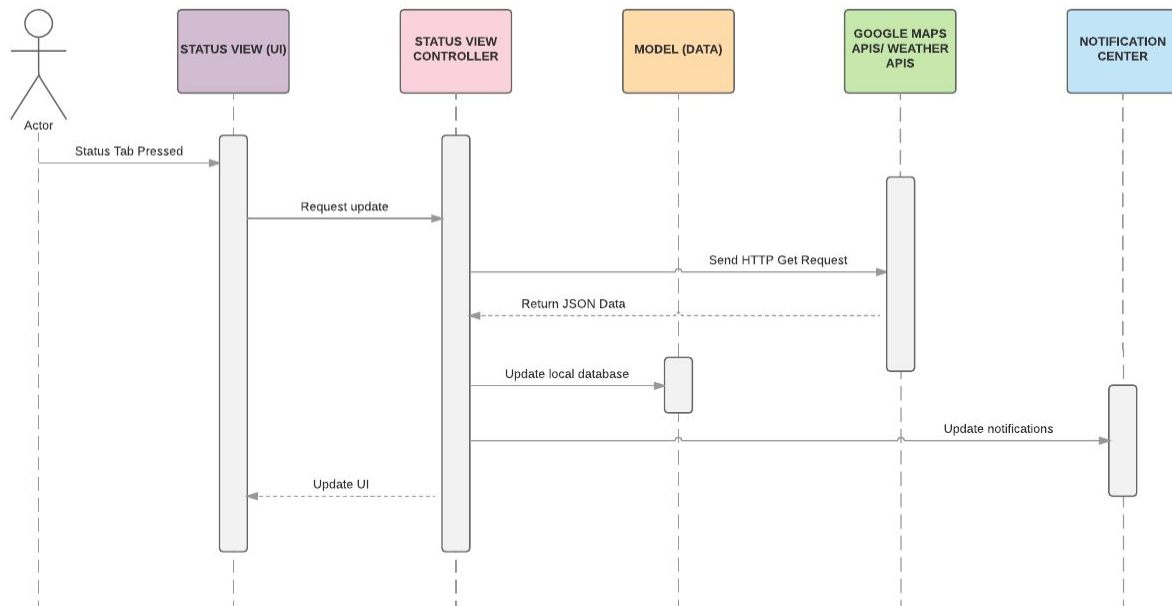 STATUS VIEW (UI)
STATUS VIEW
CONTROLLER
MODEL (DATA)
GOOGLE MAPS
APIS/ WEATHER
APIS
NOTIFICATION
CENTER
Actor
Status Tab Pressed
Request update
Send HTTP Get Request
Return JSON Data
Update local database
Update notifications
Update UI